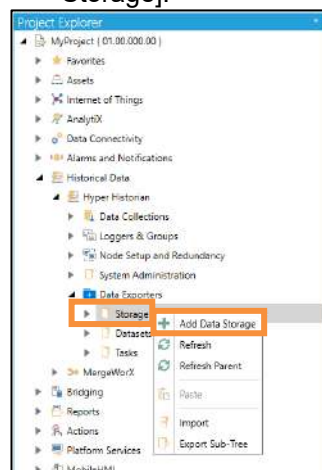 Storage].
Project Explorer
MyProject ( 01.00.000.00 )
Favorites
Assets
Internet of Things
AnalytiX
Data Connectivity
Alarms and Notifications
Historical Data
Hyper Historian
Data Collections
Loggers & Groups
Node Setup and Redundancy
System Administration
Data Exporters
Storage
Add Data Storage
Datasets
Refresh
Tasks
Refresh Parent
MergeWorX
Bridging
Paste
Reports
Import
Actions
Export Sub-Tree
Platform Services
MobileHMI